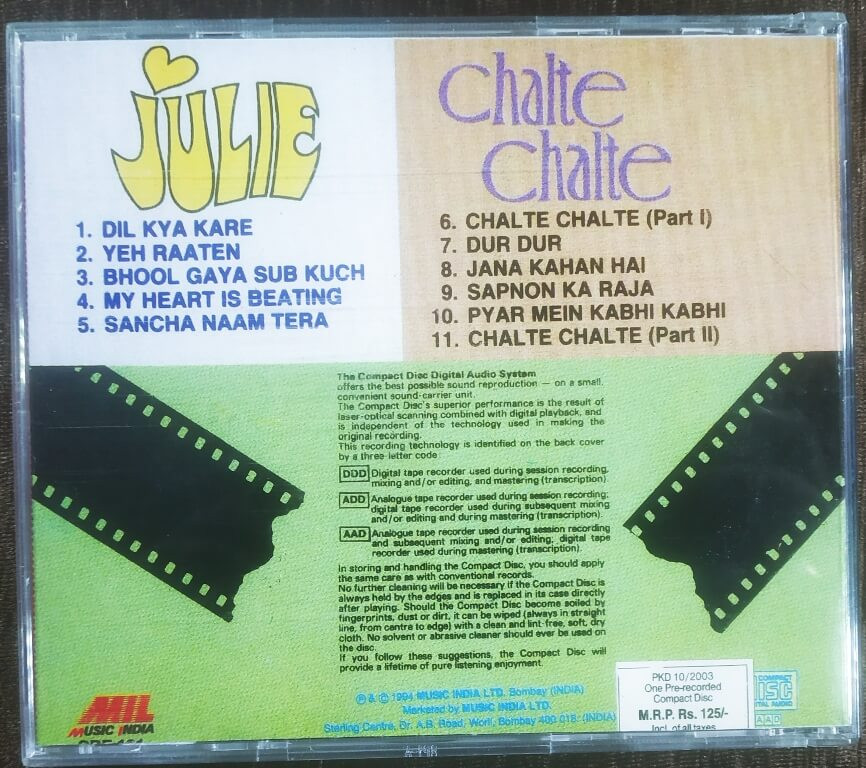 JULIE
1. DIL KYA KARE
2. YEH RAATEN
3. BHOOL GAYA SUB KUCH
4. MY HEART IS BEATING
5. SANCHA NAAM TERA
Chalte
Chalte
6. CHALTE CHALTE (Part I)
7. DUR DUR
8. JANA KAHAN HAI
9. SAPNON KA RAJA
10. PYAR MEIN KABHI KABHI
11. CHALTE CHALTE (Part II)
The Compact Disc Digital Audio System
offers the best possible sound reproduction — on a small,
convenient sound-carrier unit.
The Compact Disc's superior performance is the result of
laser-optical scanning combined with digital playback, and
is independent of the technology used in making the
original recording.
This recording technology is identified on the back cover
by a three-letter code:
DDD Digital tape recorder used during session recording,
mixing and/or editing, and mastering (transcription).
ADD Analogue tape recorder used during session recording;
digital tape recorder used during subsequent mixing
and/or editing and during mastering (transcription).
AAD Analogue tape recorder used during session recording
and subsequent mixing and/or editing; digital tape
recorder used during mastering (transcription).
In storing and handling the Compact Disc, you should apply
the same care as with conventional records.
No further cleaning will be necessary if the Compact Disc is
always held by the edges and is replaced in its case directly
after playing. Should the Compact Disc become soiled by
fingerprints, dust or dirt, it can be wiped (always in straight
line, from centre to edge) with a clean and lint-free, soft, dry
cloth. No solvent or abrasive cleaner should ever be used on
the disc.
If you follow these suggestions, the Compact Disc will
provide a lifetime of pure listening enjoyment.
℗ & © 1994 MUSIC INDIA LTD. Bombay (INDIA)
Marketed by MUSIC INDIA LTD.
Sterling Centre, Dr. A.B. Road, Worli, Bombay 400 018. (INDIA)
MIL
MUSIC INDIA
PKD 10/2003
One Pre-recorded
Compact Disc
M.R.P. Rs. 125/-
Incl. of all taxes
COMPACT
DISC
DIGITAL AUDIO
AAD